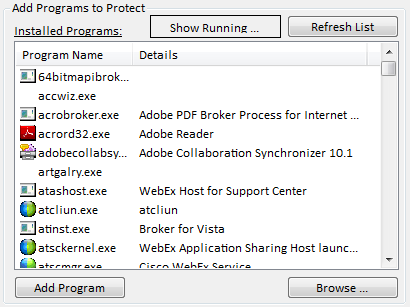 Add Programs to Protect
Installed Programs: Show Running ... Refresh List
Program Name Details
64bitmapibrok...
accwiz.exe
acrobroker.exe Adobe PDF Broker Process for Internet ...
acrord32.exe Adobe Reader
adobecollabsy... Adobe Collaboration Synchronizer 10.1
artgalry.exe
atashost.exe WebEx Host for Support Center
atcliun.exe atcliun
atinst.exe Broker for Vista
atsckernel.exe WebEx Application Sharing Host launc...
atscmgr.exe Cisco WebEx Service
Add Program Browse ...